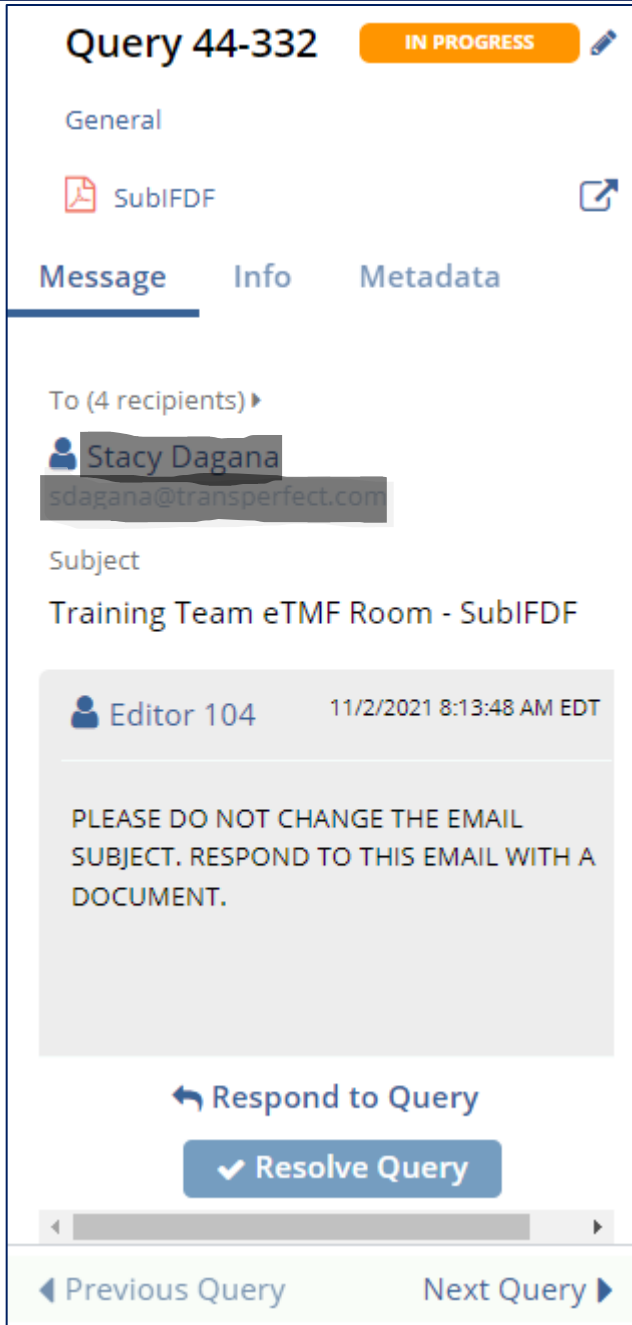 Query 44-332 IN PROGRESS
General
SubIFDF
Message Info Metadata
To (4 recipients)
Stacy Dagana
sdagana@transperfect.com
Subject
Training Team eTMF Room - SubIFDF
Editor 104 11/2/2021 8:13:48 AM EDT
PLEASE DO NOT CHANGE THE EMAIL
SUBJECT. RESPOND TO THIS EMAIL WITH A
DOCUMENT.
Respond to Query
Resolve Query
Previous Query Next Query